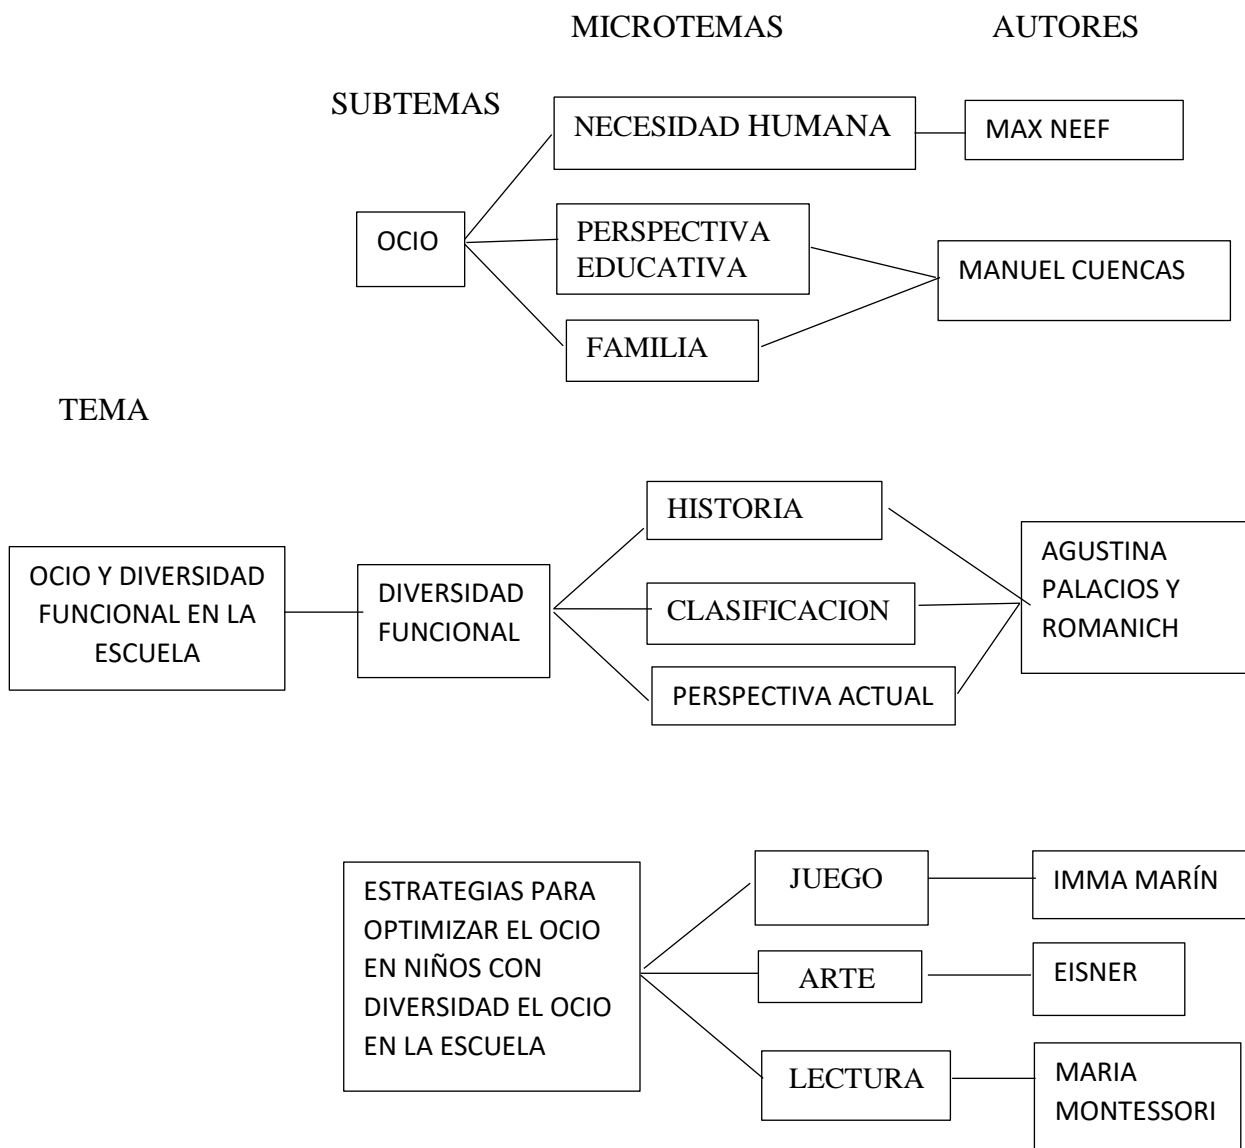 MICROTEMAS
AUTORES
SUBTEMAS
NECESIDAD HUMANA
MAX NEEF
OCIO
PERSPECTIVA
EDUCATIVA
MANUEL CUENCAS
FAMILIA
TEMA
HISTORIA
OCIO Y DIVERSIDAD
FUNCIONAL EN LA
ESCUELA
DIVERSIDAD
FUNCIONAL
CLASIFICACION
AGUSTINA
PALACIOS Y
ROMANICH
PERSPECTIVA ACTUAL
ESTRATEGIAS PARA
OPTIMIZAR EL OCIO
EN NIÑOS CON
DIVERSIDAD EL OCIO
EN LA ESCUELA
JUEGO
IMMA MARÍN
ARTE
EISNER
LECTURA
MARIA
MONTESSORI